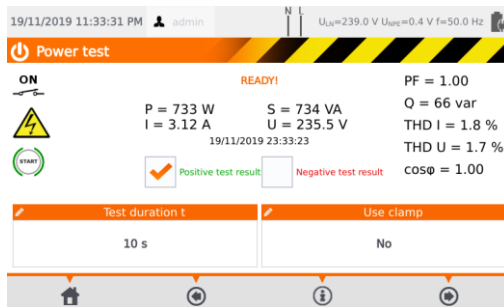 19/11/2019 11:33:31 PM admin N L U_LN=239.0 V U_NPE=0.4 V f=50.0 Hz
Power test
ON
READY!
PF = 1.00
P = 733 W S = 734 VA
Q = 66 var
I = 3.12 A U = 235.5 V
THD I = 1.8 %
19/11/2019 23:33:23
THD U = 1.7 %
START
Positive test result Negative test result
cosφ = 1.00
Test duration t Use clamp
10 s No